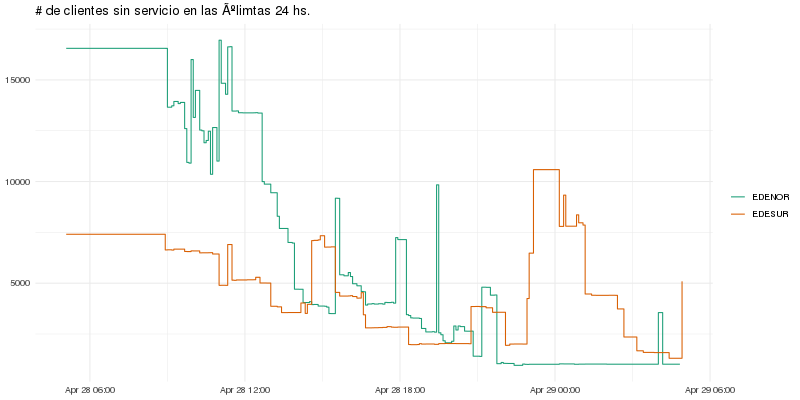 # de clientes sin servicio en las Ãºlimtas 24 hs.
15000
10000
5000
EDENOR
EDESUR
Apr 28 06:00 Apr 28 12:00 Apr 28 18:00 Apr 29 00:00 Apr 29 06:00